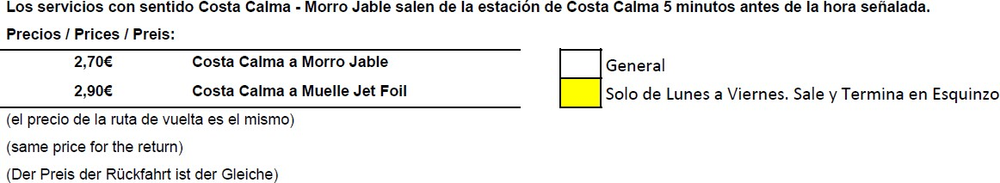 Los servicios con sentido Costa Calma - Morro Jable salen de la estación de Costa Calma 5 minutos antes de la hora señalada.
Precios / Prices / Preis:
2,70€ Costa Calma a Morro Jable
2,90€ Costa Calma a Muelle Jet Foil
(el precio de la ruta de vuelta es el mismo)
(same price for the return)
(Der Preis der Rückfahrt ist der Gleiche)
General
Solo de Lunes a Viernes. Sale y Termina en Esquinzo